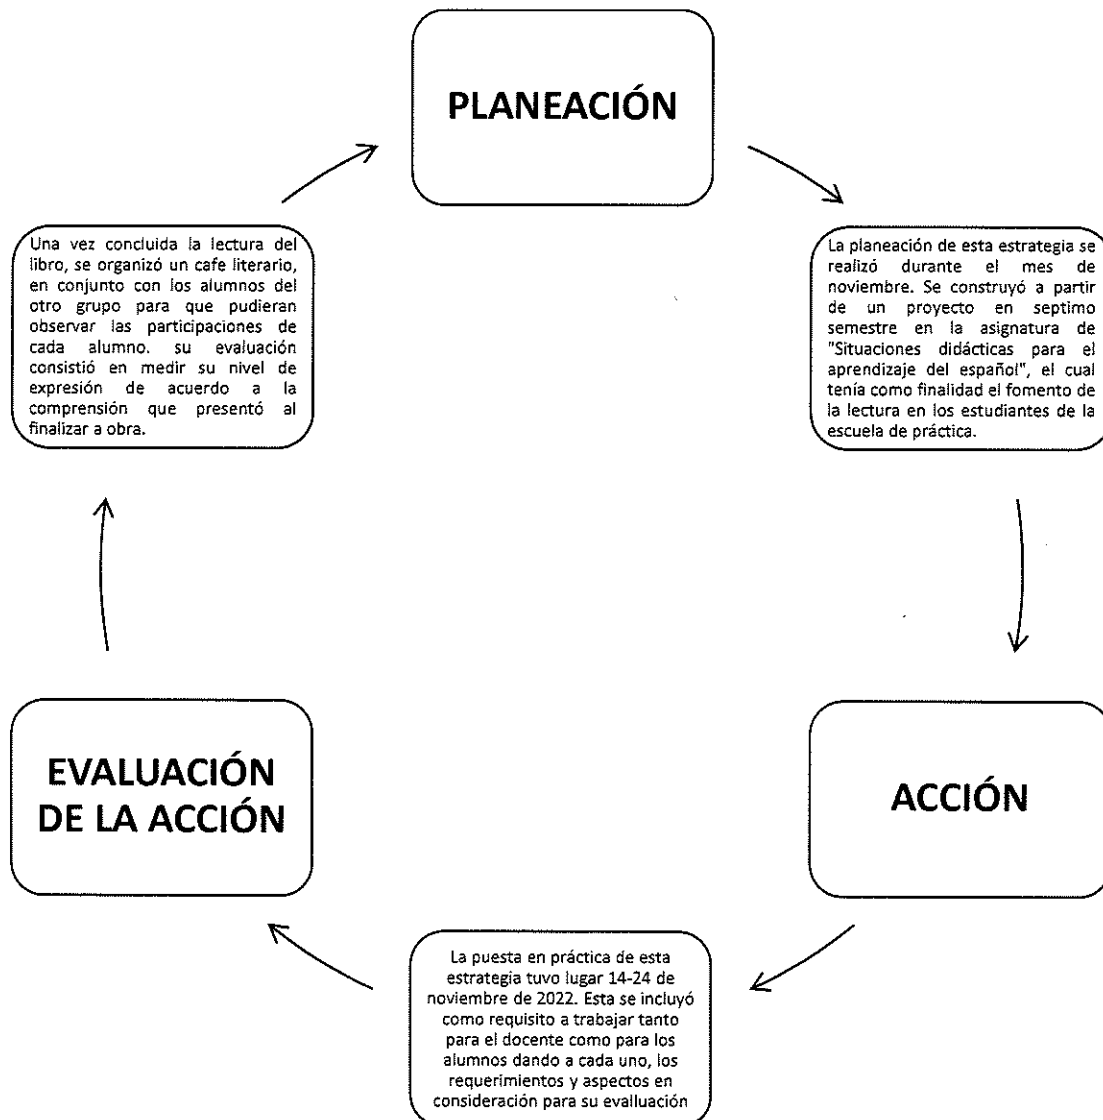 PLANEACIÓN
La planeación de esta estrategia se
realizó durante el mes de
noviembre. Se construyó a partir
de un proyecto en septimo
semestre en la asignatura de
"Situaciones didácticas para el
aprendizaje del español", el cual
tenía como finalidad el fomento de
la lectura en los estudiantes de la
escuela de práctica.
ACCIÓN
La puesta en práctica de esta
estrategia tuvo lugar 14-24 de
noviembre de 2022. Esta se incluyó
como requisito a trabajar tanto
para el docente como para los
alumnos dando a cada uno, los
requerimientos y aspectos en
consideración para su evalluación
EVALUACIÓN
DE LA ACCIÓN
Una vez concluida la lectura del
libro, se organizó un cafe literario,
en conjunto con los alumnos del
otro grupo para que pudieran
observar las participaciones de
cada alumno. su evaluación
consistió en medir su nivel de
expresión de acuerdo a la
comprensión que presentó al
finalizar a obra.